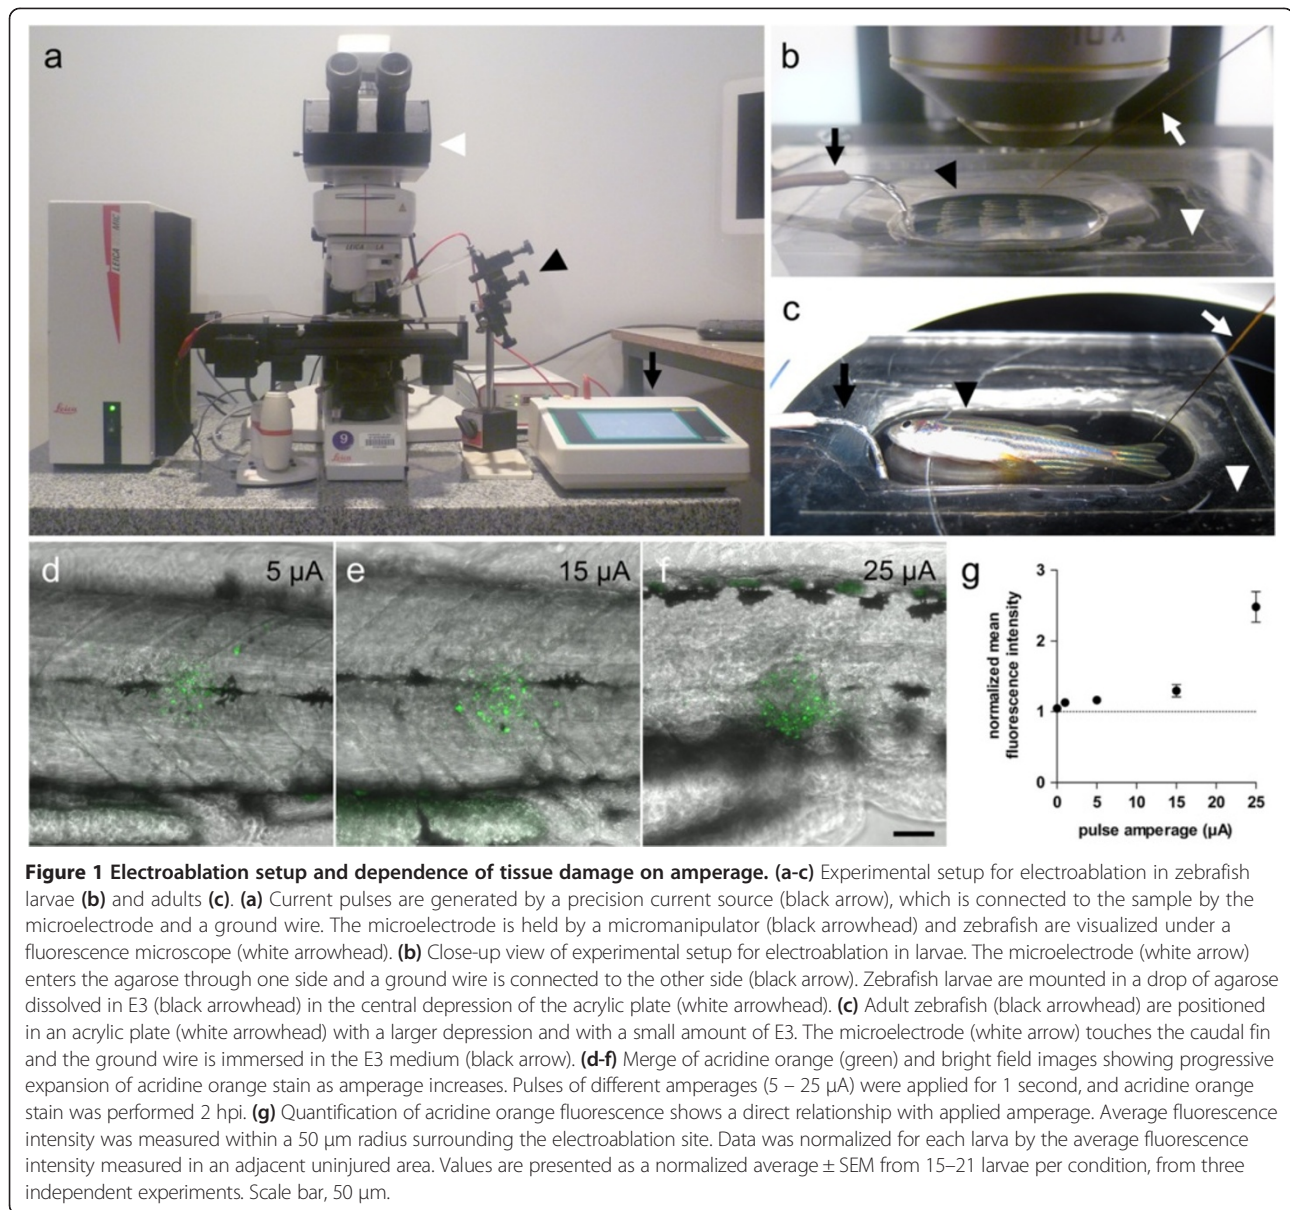 a
LEICA
MIC
Leica
LEICA
9
Leica
b
10x
c
d
5 µA
e
15 µA
f
25 µA
g
normalized mean
fluorescence intensity
3
2
1
0
0 5 10 15 20 25
pulse amperage (µA)
Figure 1 Electroablation setup and dependence of tissue damage on amperage. (a-c) Experimental setup for electroablation in zebrafish
larvae (b) and adults (c). (a) Current pulses are generated by a precision current source (black arrow), which is connected to the sample by the
microelectrode and a ground wire. The microelectrode is held by a micromanipulator (black arrowhead) and zebrafish are visualized under a
fluorescence microscope (white arrowhead). (b) Close-up view of experimental setup for electroablation in larvae. The microelectrode (white arrow)
enters the agarose through one side and a ground wire is connected to the other side (black arrow). Zebrafish larvae are mounted in a drop of agarose
dissolved in E3 (black arrowhead) in the central depression of the acrylic plate (white arrowhead). (c) Adult zebrafish (black arrowhead) are positioned
in an acrylic plate (white arrowhead) with a larger depression and with a small amount of E3. The microelectrode (white arrow) touches the caudal fin
and the ground wire is immersed in the E3 medium (black arrow). (d-f) Merge of acridine orange (green) and bright field images showing progressive
expansion of acridine orange stain as amperage increases. Pulses of different amperages (5 – 25 µA) were applied for 1 second, and acridine orange
stain was performed 2 hpi. (g) Quantification of acridine orange fluorescence shows a direct relationship with applied amperage. Average fluorescence
intensity was measured within a 50 µm radius surrounding the electroablation site. Data was normalized for each larva by the average fluorescence
intensity measured in an adjacent uninjured area. Values are presented as a normalized average ± SEM from 15–21 larvae per condition, from three
independent experiments. Scale bar, 50 µm.